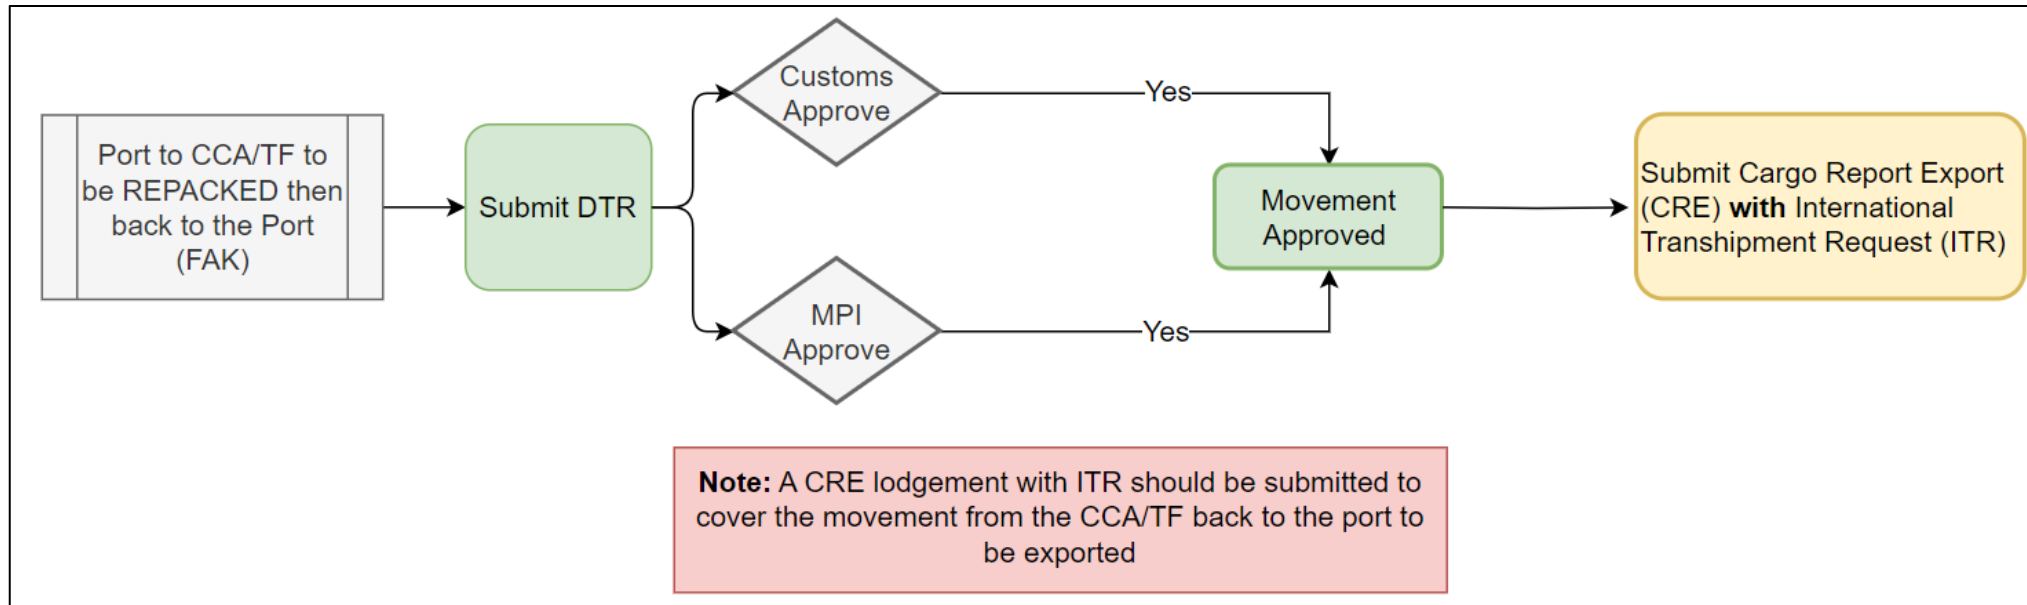 Port to CCA/TF to
be REPACKED then
back to the Port
(FAK)
Submit DTR
Customs
Approve
Yes
MPI
Approve
Yes
Movement
Approved
Submit Cargo Report Export
(CRE) with International
Transhipment Request (ITR)
Note: A CRE lodgement with ITR should be submitted to
cover the movement from the CCA/TF back to the port to
be exported